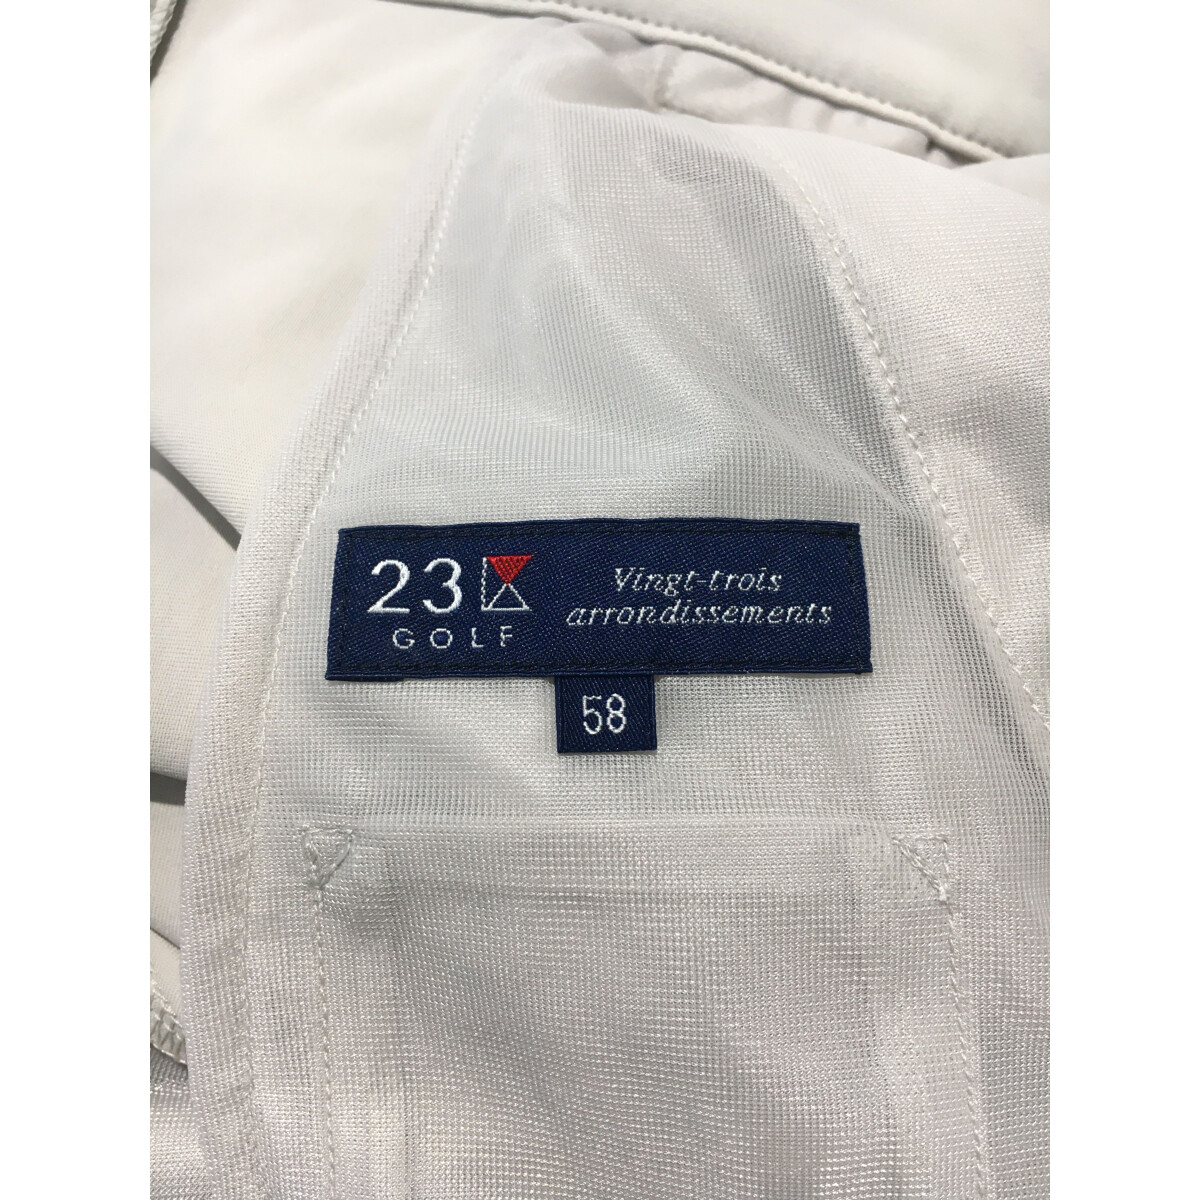 23
GOLF
Vingt-trois
arrondissements
58